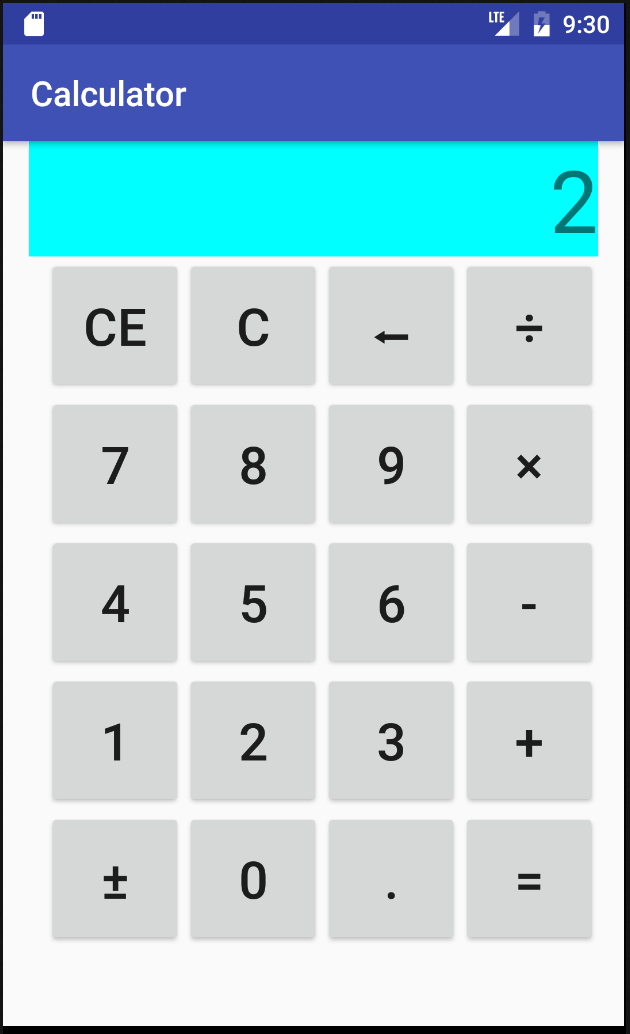 LTE 9:30
Calculator
2
CE C ← ÷
7 8 9 ×
4 5 6 -
1 2 3 +
± 0 . =